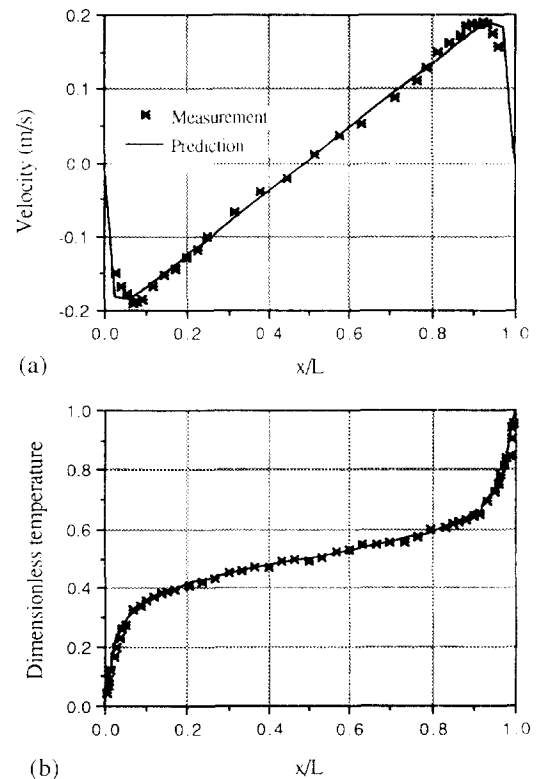 0.2
0.1
0.0
-0.1
-0.2
Velocity (m/s)
Measurement
Prediction
0.0 0.2 0.4 0.6 0.8 1.0
x/L
(a)
1.0
0.8
0.6
0.4
0.2
0.0
Dimensionless temperature
0.0 0.2 0.4 0.6 0.8 1.0
x/L
(b)